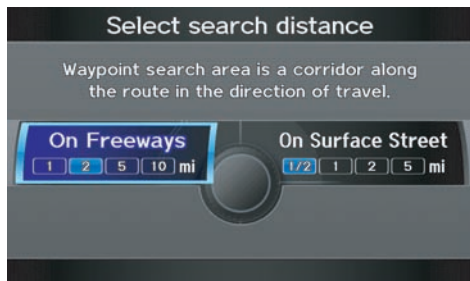 Select search distance
Waypoint search area is a corridor along
the route in the direction of travel.
On Freeways
1 2 5 10 mi
On Surface Street
1/2 1 2 5 mi